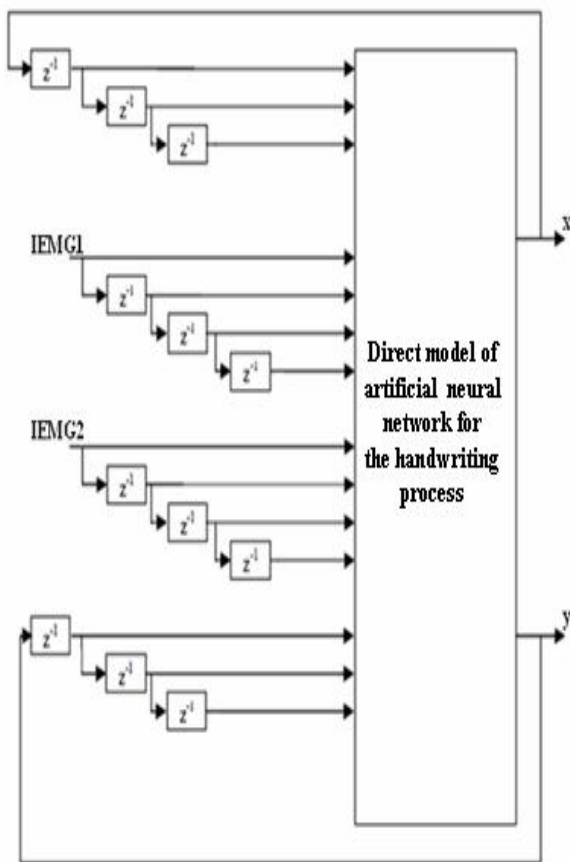 z⁻¹
z⁻¹
z⁻¹
x
IEMG1
z⁻¹
z⁻¹
z⁻¹
Direct model of
artificial neural
network for
the handwriting
process
IEMG2
z⁻¹
z⁻¹
z⁻¹
y
z⁻¹
z⁻¹
z⁻¹